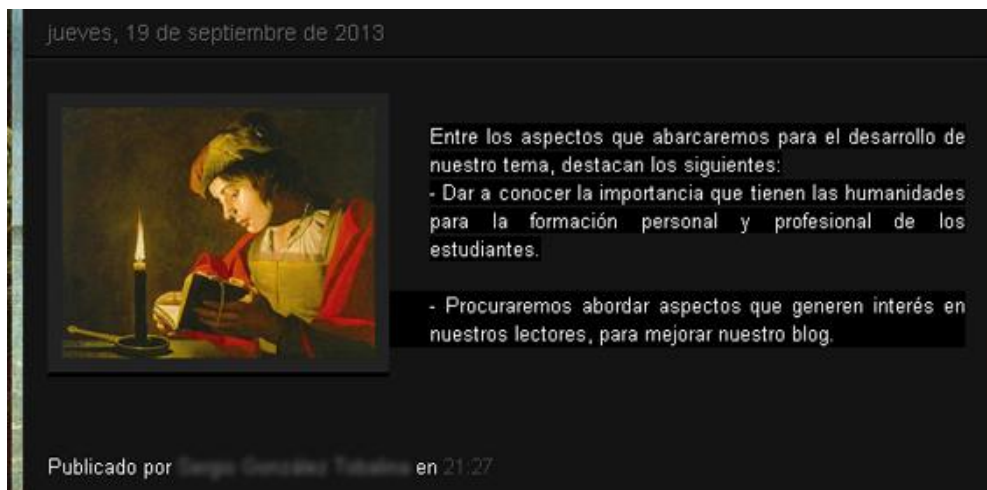 jueves, 19 de septiembre de 2013
Entre los aspectos que abarcaremos para el desarrollo de
nuestro tema, destacan los siguientes:
- Dar a conocer la importancia que tienen las humanidades
para la formación personal y profesional de los
estudiantes.
- Procuraremos abordar aspectos que generen interés en
nuestros lectores, para mejorar nuestro blog.
Publicado por en 21:27